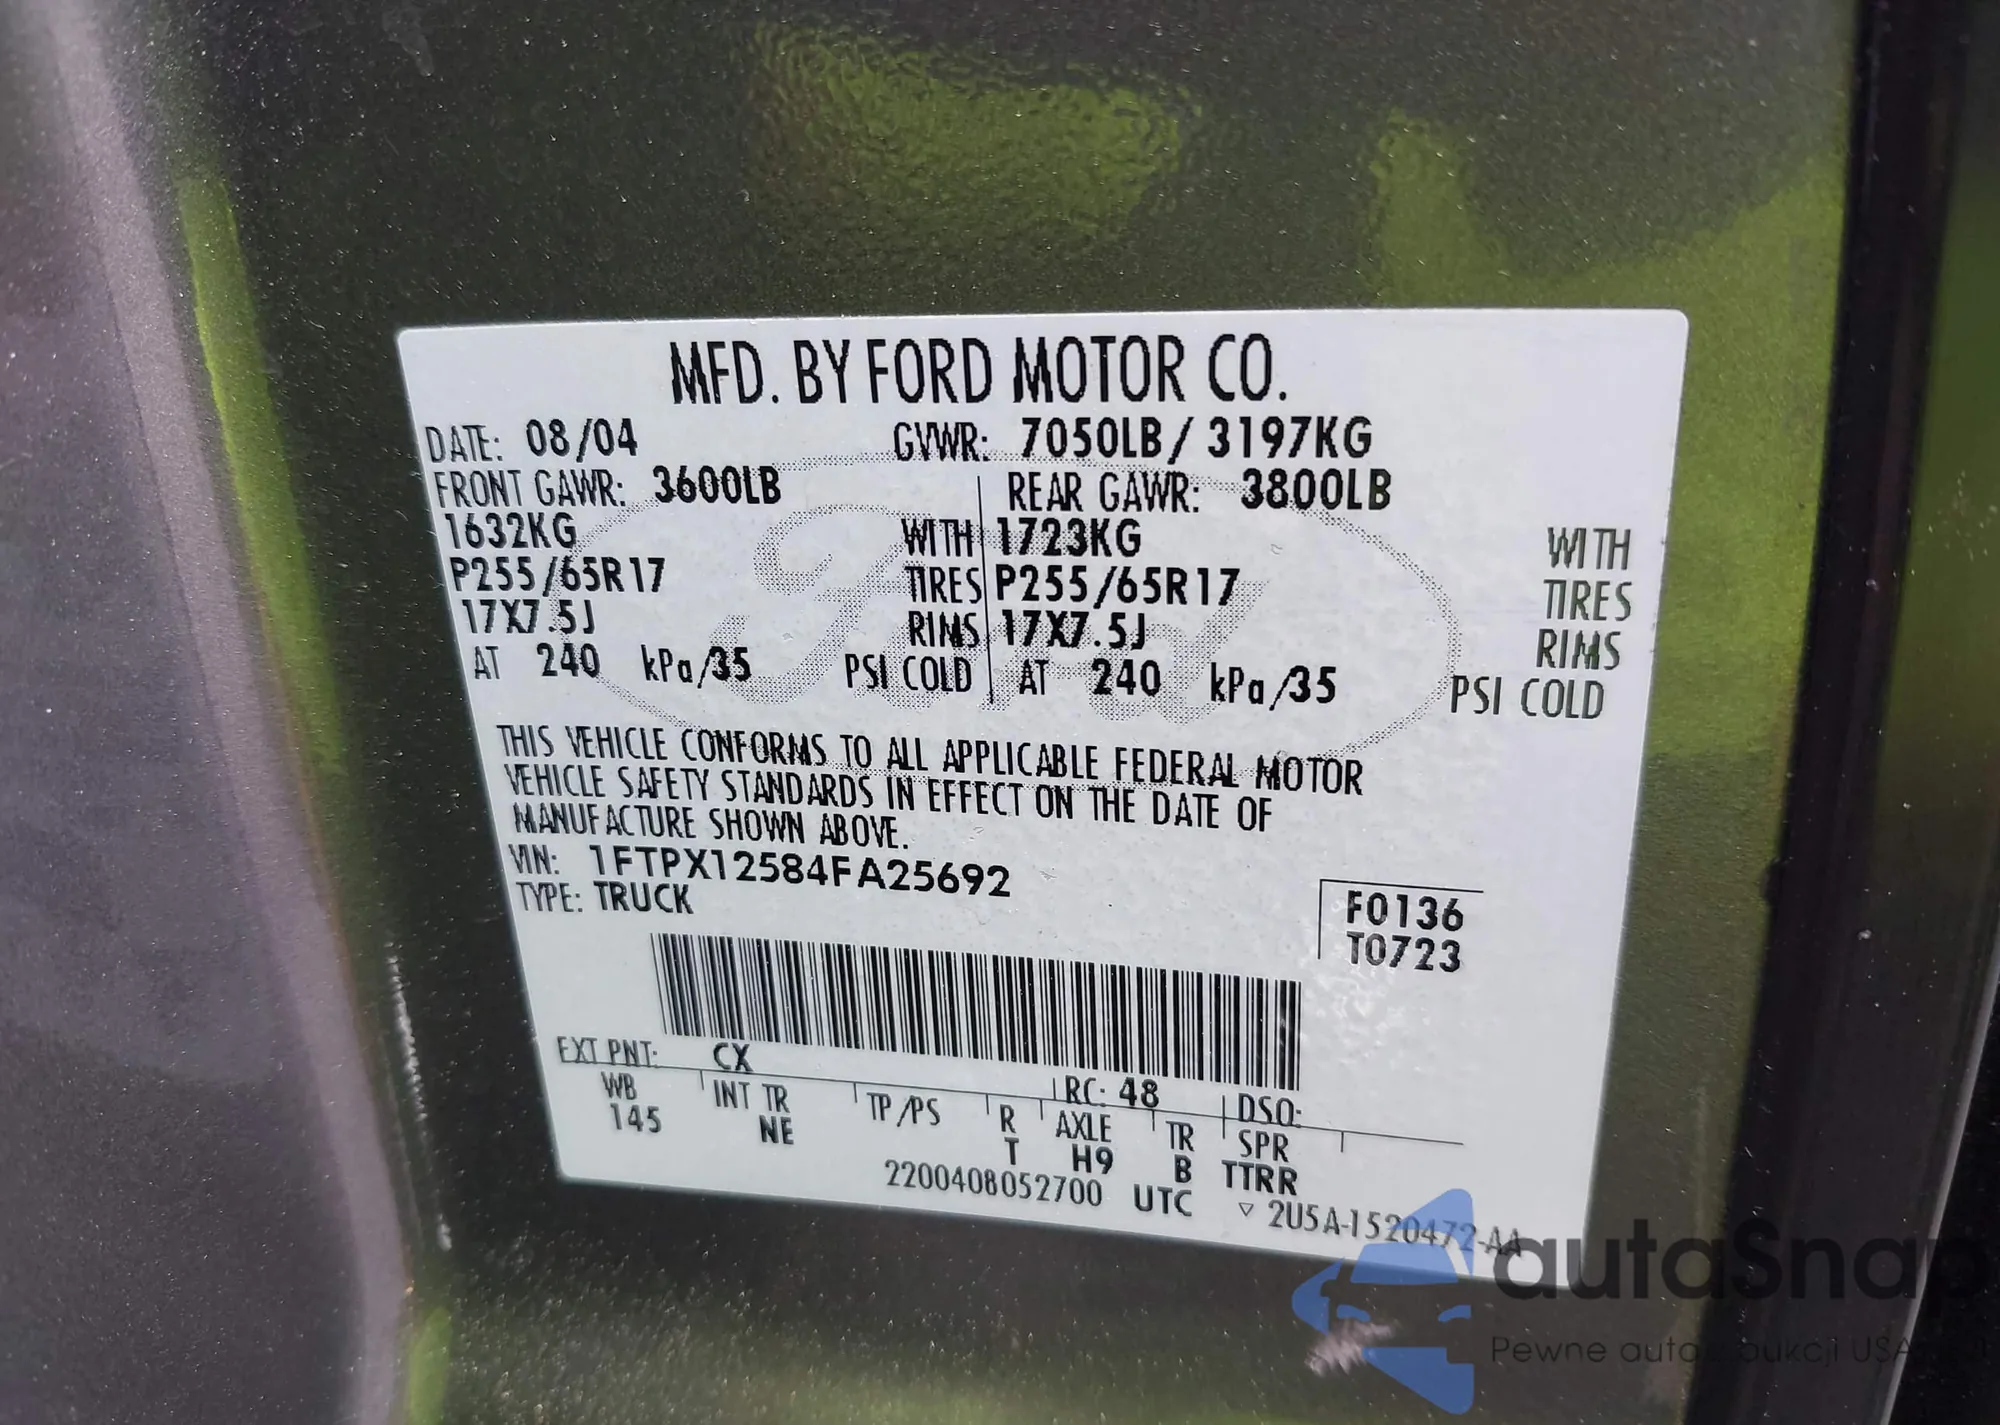 MFD. BY FORD MOTOR CO.
DATE: 08/04 GVWR: 7050LB / 3197KG
FRONT GAWR: 3600LB REAR GAWR: 3800LB
1632KG WITH 1723KG WITH
P255/65R17 TIRES P255/65R17 TIRES
17X7.5J RIMS 17X7.5J RIMS
AT 240 kPa/35 PSI COLD AT 240 kPa/35 PSI COLD
THIS VEHICLE CONFORMS TO ALL APPLICABLE FEDERAL MOTOR
VEHICLE SAFETY STANDARDS IN EFFECT ON THE DATE OF
MANUFACTURE SHOWN ABOVE.
VIN: 1FTPX12584FA25692
TYPE: TRUCK
F0136
T0723
EXT PNT: CX RC: 48 DSO:
WB INT TR TP/PS R AXLE TR SPR
145 NE T H9 B TTRR
2200408052700 UTC ▽ 2U5A-1520472-AA
Ford
autaSnap
Pewne auta z aukcji USA